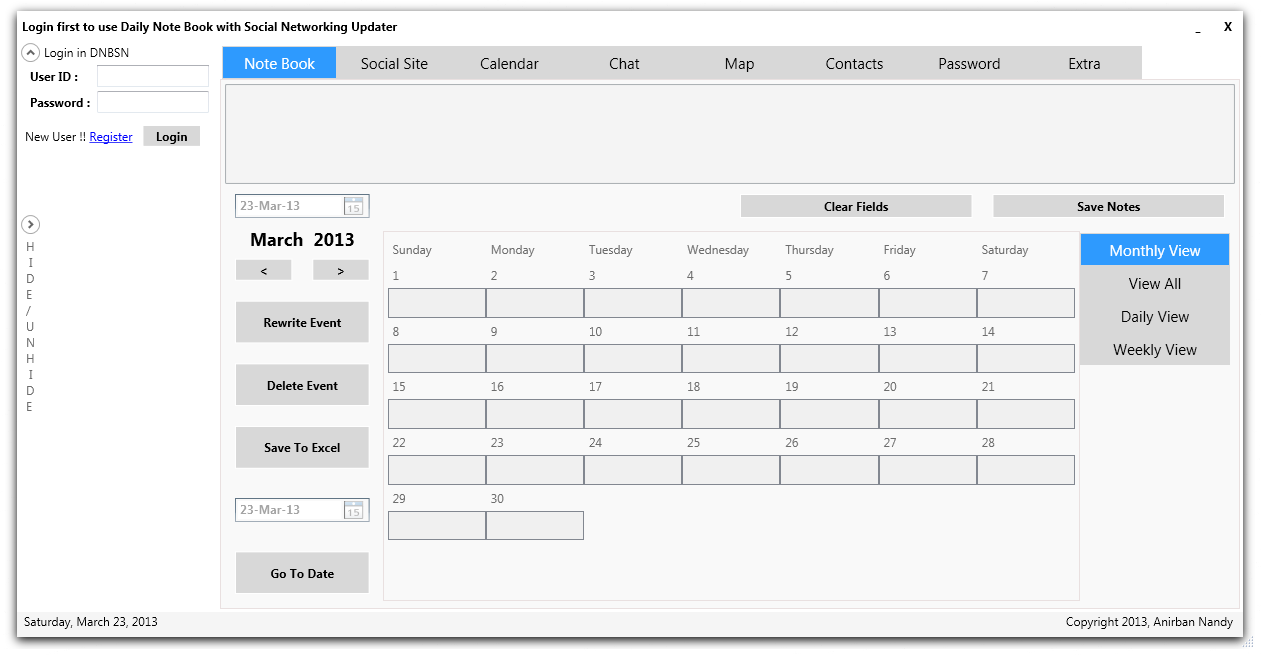 Login first to use Daily Note Book with Social Networking Updater
_ X
Login in DNBSN
User ID :
Password :
New User !! Register Login
H
I
D
E
/
U
N
H
I
D
E
Note Book Social Site Calendar Chat Map Contacts Password Extra
23-Mar-13 15 Clear Fields Save Notes
March 2013
< >
Rewrite Event
Delete Event
Save To Excel
23-Mar-13 15
Go To Date
Sunday Monday Tuesday Wednesday Thursday Friday Saturday
1 2 3 4 5 6 7
8 9 10 11 12 13 14
15 16 17 18 19 20 21
22 23 24 25 26 27 28
29 30
Monthly View
View All
Daily View
Weekly View
Saturday, March 23, 2013 Copyright 2013, Anirban Nandy